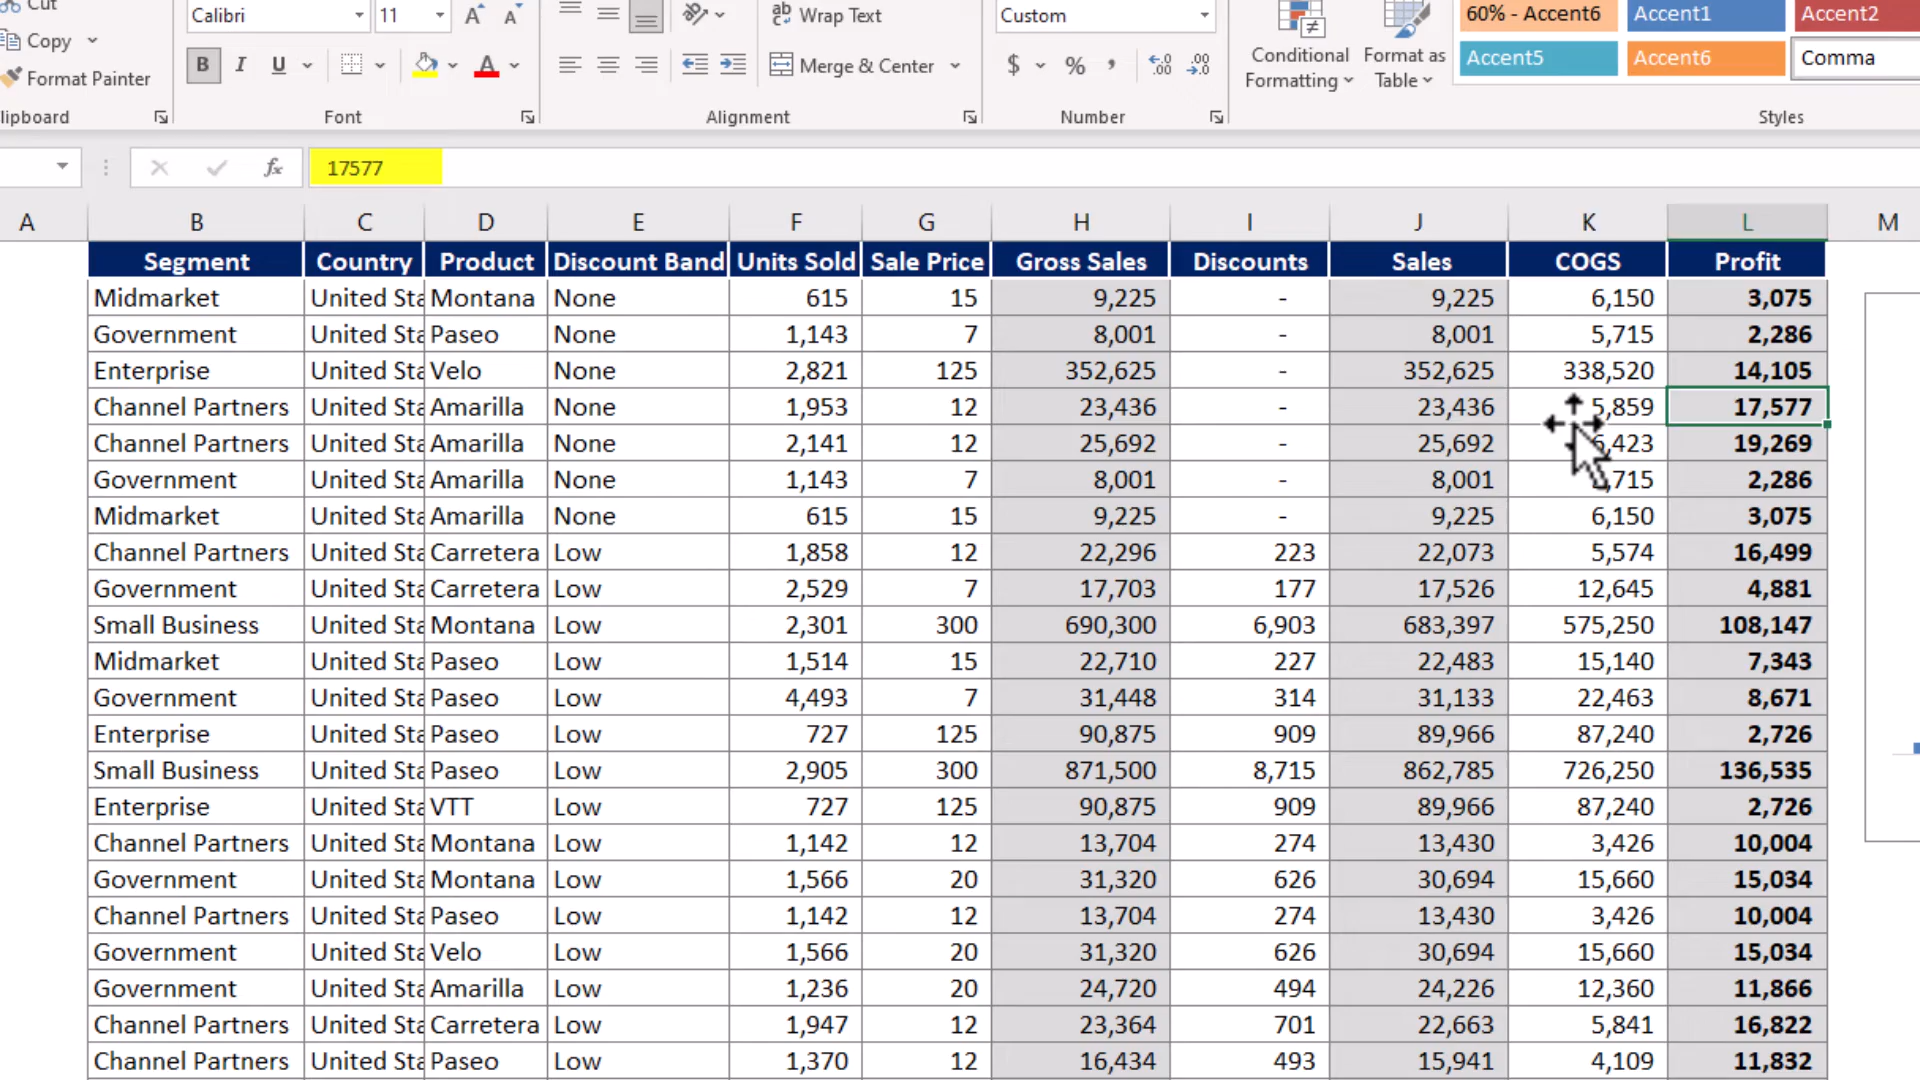 Cut
Calibri 11 Wrap Text Custom 60% - Accent6 Accent1 Accent2
Copy
B I U A Merge & Center $ % Conditional Formatting Format as Table Accent5 Accent6 Comma
Format Painter
lipboard Font Alignment Number Styles
fx 17577
A B C D E F G H I J K L M
Segment Country Product Discount Band Units Sold Sale Price Gross Sales Discounts Sales COGS Profit
Midmarket United Sta Montana None 615 15 9,225 - 9,225 6,150 3,075
Government United Sta Paseo None 1,143 7 8,001 - 8,001 5,715 2,286
Enterprise United Sta Velo None 2,821 125 352,625 - 352,625 338,520 14,105
Channel Partners United Sta Amarilla None 1,953 12 23,436 - 23,436 5,859 17,577
Channel Partners United Sta Amarilla None 2,141 12 25,692 - 25,692 6,423 19,269
Government United Sta Amarilla None 1,143 7 8,001 - 8,001 ,715 2,286
Midmarket United Sta Amarilla None 615 15 9,225 - 9,225 6,150 3,075
Channel Partners United Sta Carretera Low 1,858 12 22,296 223 22,073 5,574 16,499
Government United Sta Carretera Low 2,529 7 17,703 177 17,526 12,645 4,881
Small Business United Sta Montana Low 2,301 300 690,300 6,903 683,397 575,250 108,147
Midmarket United Sta Paseo Low 1,514 15 22,710 227 22,483 15,140 7,343
Government United Sta Paseo Low 4,493 7 31,448 314 31,133 22,463 8,671
Enterprise United Sta Paseo Low 727 125 90,875 909 89,966 87,240 2,726
Small Business United Sta Paseo Low 2,905 300 871,500 8,715 862,785 726,250 136,535
Enterprise United Sta VTT Low 727 125 90,875 909 89,966 87,240 2,726
Channel Partners United Sta Montana Low 1,142 12 13,704 274 13,430 3,426 10,004
Government United Sta Montana Low 1,566 20 31,320 626 30,694 15,660 15,034
Channel Partners United Sta Paseo Low 1,142 12 13,704 274 13,430 3,426 10,004
Government United Sta Velo Low 1,566 20 31,320 626 30,694 15,660 15,034
Government United Sta Amarilla Low 1,236 20 24,720 494 24,226 12,360 11,866
Channel Partners United Sta Carretera Low 1,947 12 23,364 701 22,663 5,841 16,822
Channel Partners United Sta Paseo Low 1,370 12 16,434 493 15,941 4,109 11,832